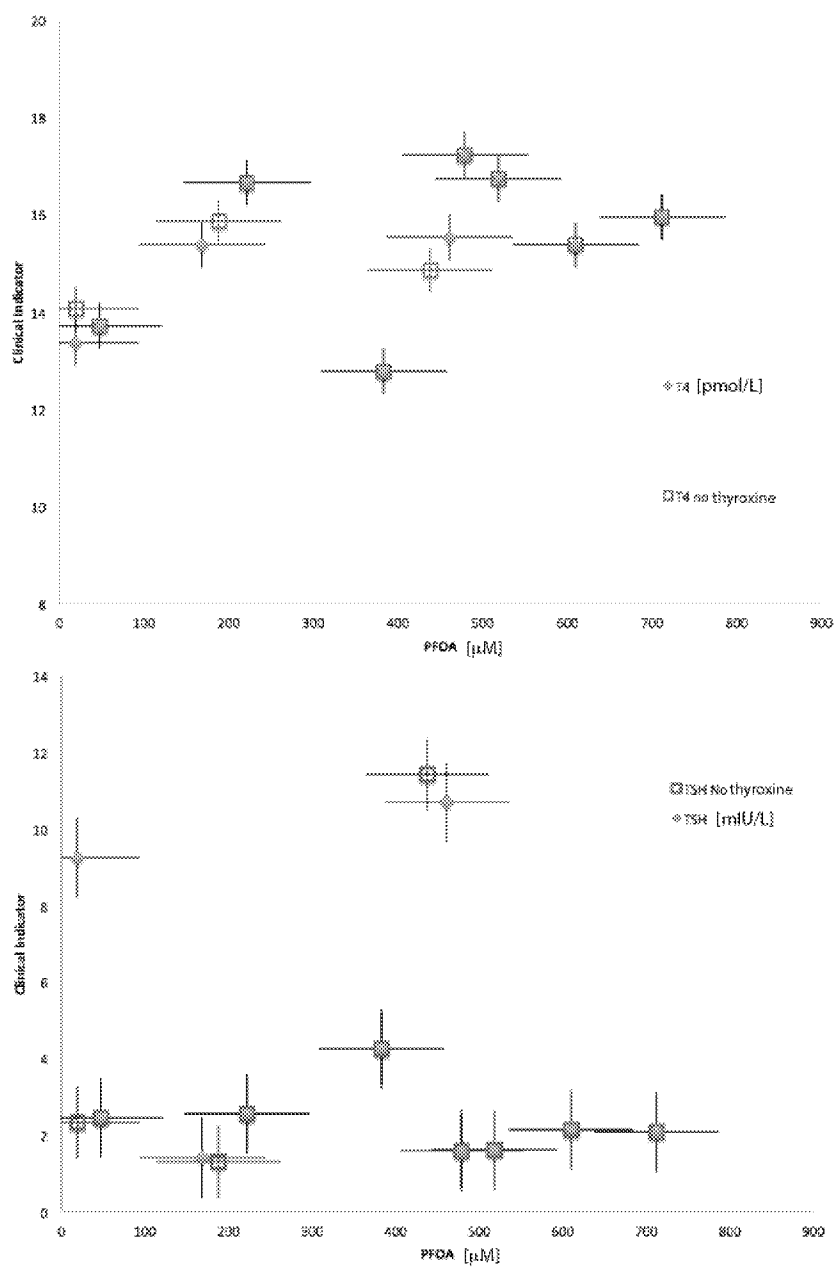 20
18
16
14
12
10
8
Clinical Indicator
T4 [pmol/L]
T4 no thyroxine
0 100 200 300 400 500 600 700 800 900
PFOA [µM]
14
12
10
8
6
4
2
0
Clinical Indicator
TSH No thyroxine
TSH [mIU/L]
0 100 200 300 400 500 600 700 800 900
PFOA [µM]